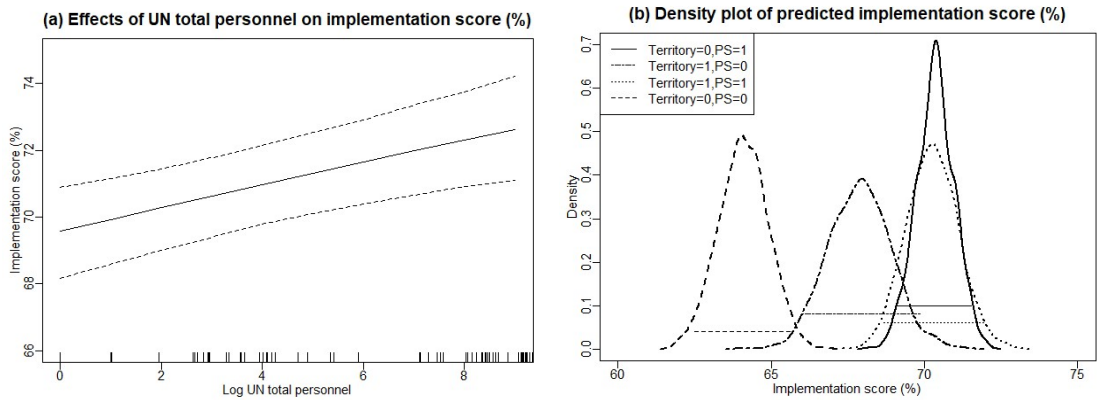 (a) Effects of UN total personnel on implementation score (%)
Implementation score (%)
74
72
70
68
66
0 2 4 6 8
Log UN total personnel
(b) Density plot of predicted implementation score (%)
Density
0.7
0.6
0.5
0.4
0.3
0.2
0.1
0.0
Territory=0,PS=1
Territory=1,PS=0
Territory=1,PS=1
Territory=0,PS=0
60 65 70 75
Implementation score (%)